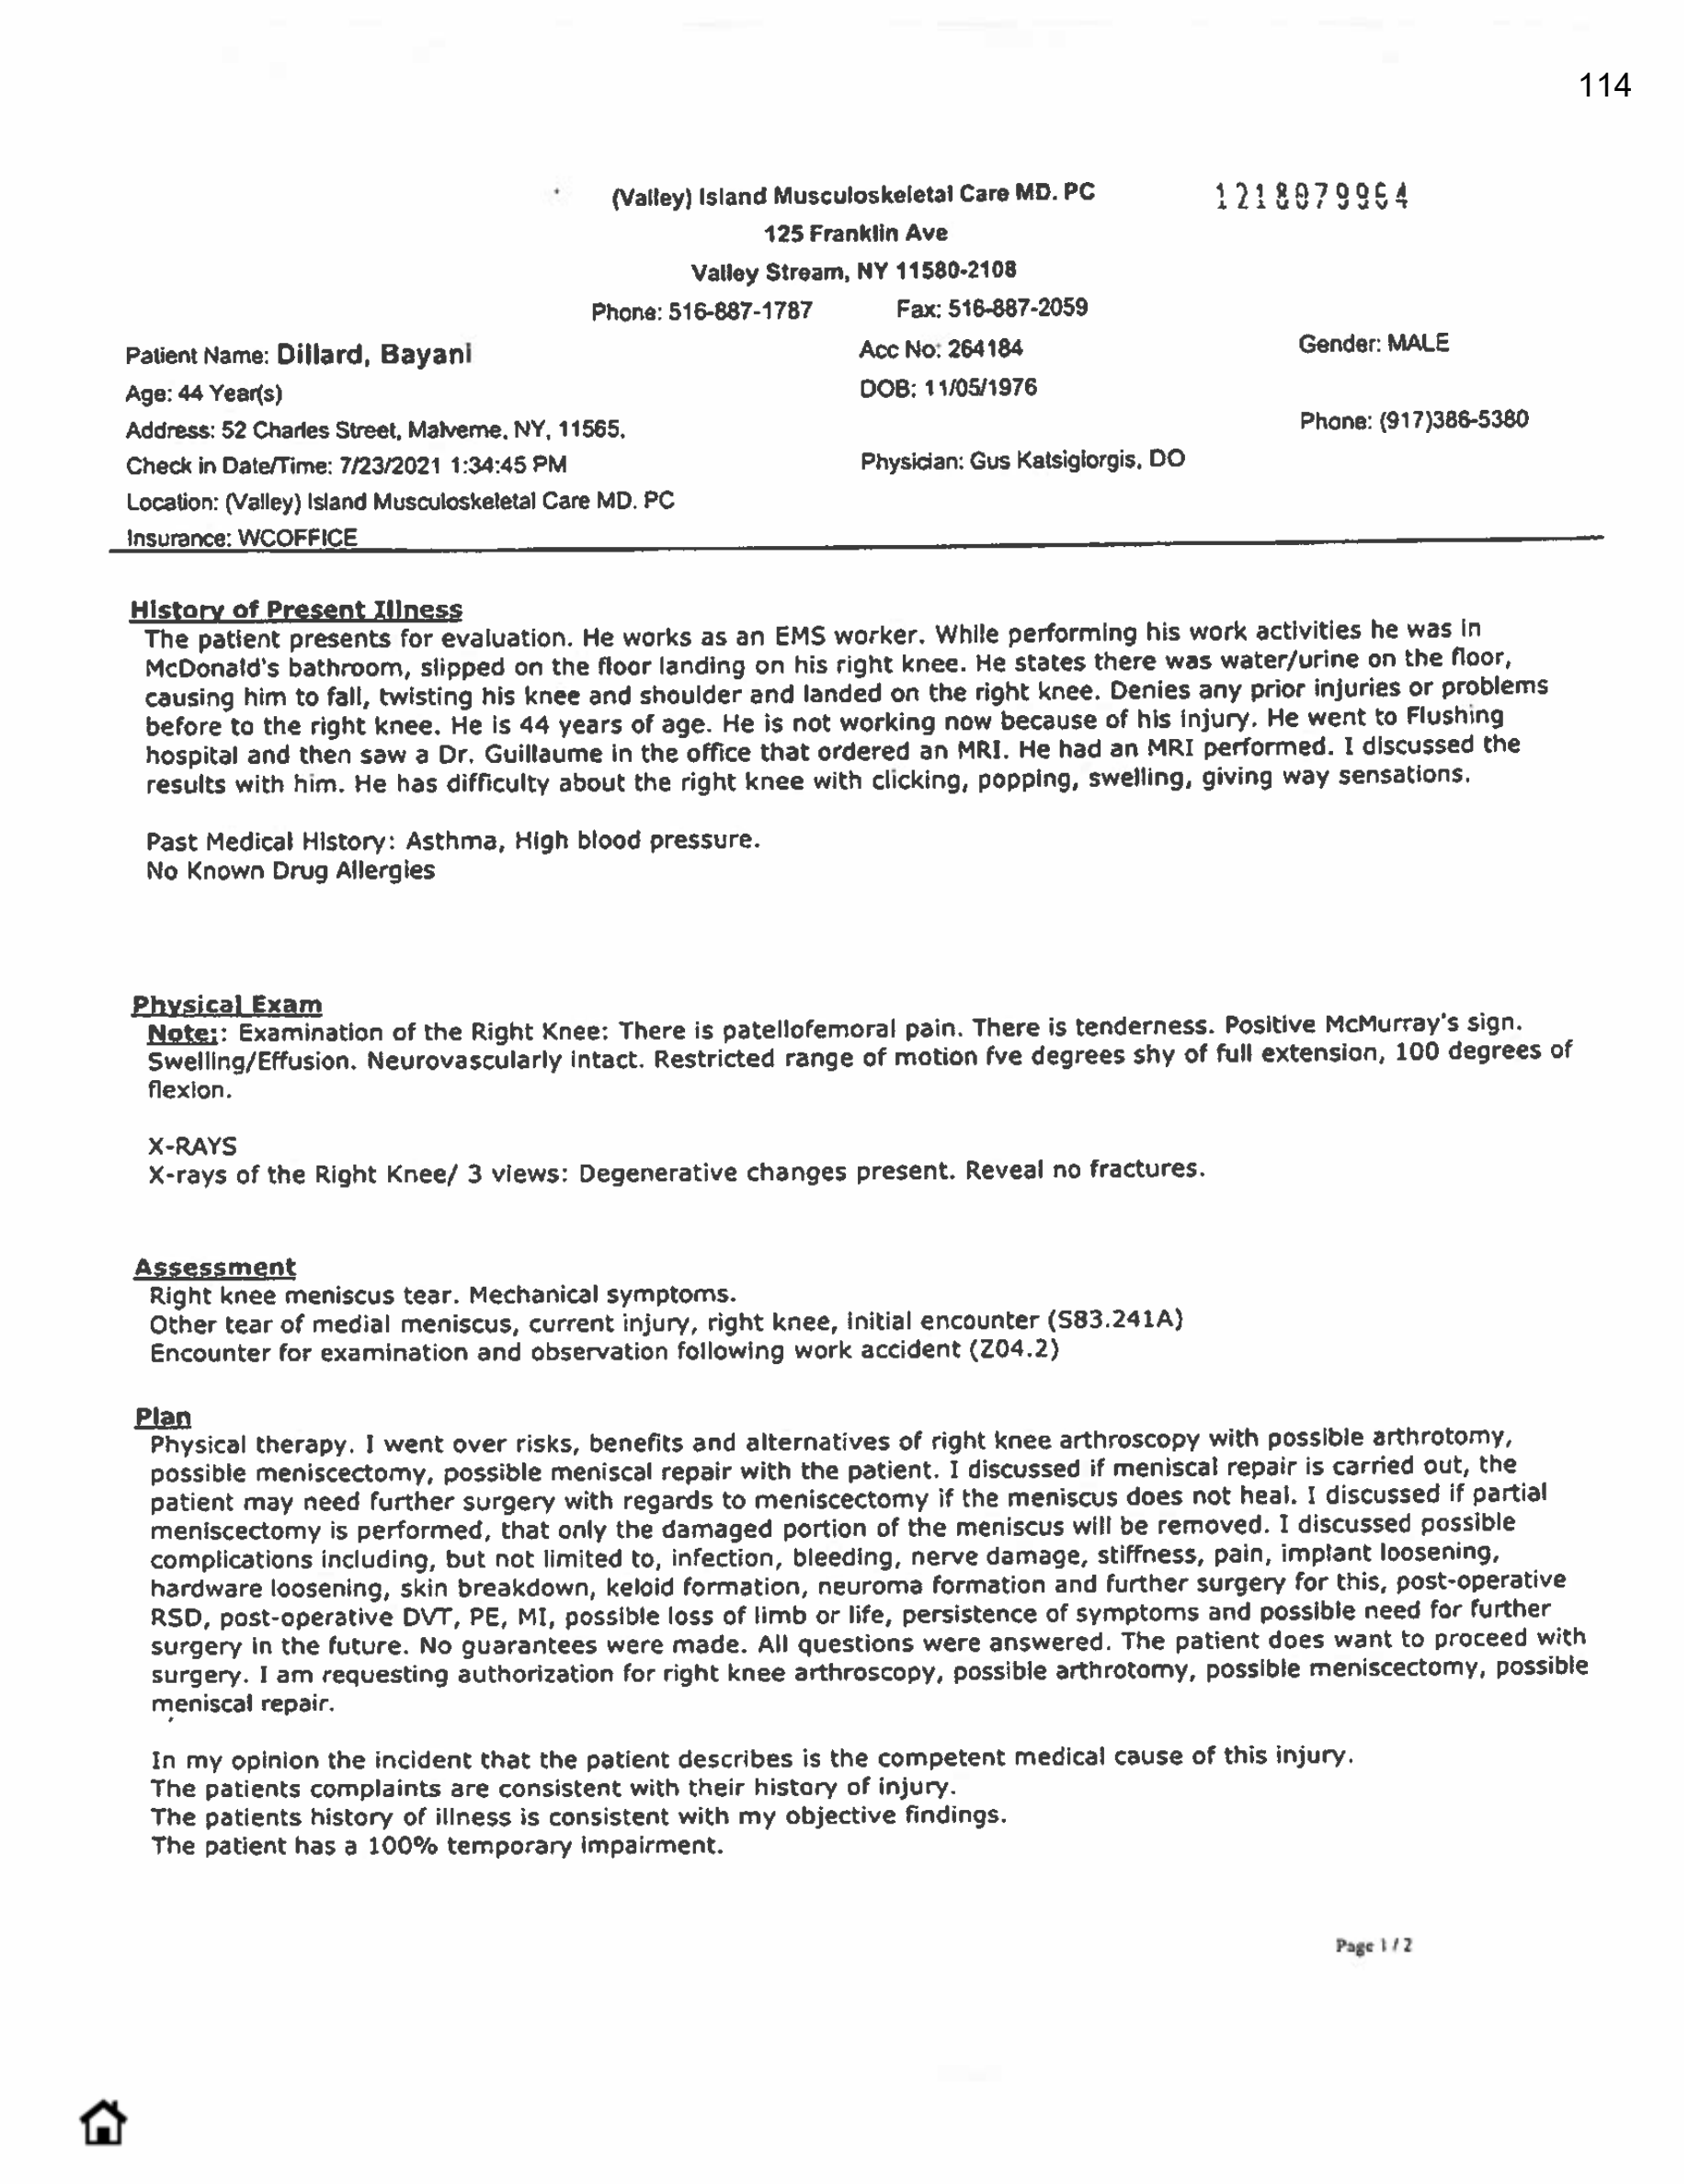 114
(Valley) Island Musculoskeletal Care MD. PC
125 Franklin Ave
Valley Stream, NY 11580-2108
Phone: 516-887-1787 Fax: 516-887-2059
Patient Name: Dillard, Bayani Acc No: 264184 Gender: MALE
Age: 44 Year(s) DOB: 11/05/1976
Address: 52 Charles Street, Malverne, NY, 11565, Phone: (917)386-5380
Check in Date/Time: 7/23/2021 1:34:45 PM Physician: Gus Katsigiorgis, DO
Location: (Valley) Island Musculoskeletal Care MD. PC
Insurance: WCOFFICE
History of Present Illness
The patient presents for evaluation. He works as an EMS worker. While performing his work activities he was in
McDonald's bathroom, slipped on the floor landing on his right knee. He states there was water/urine on the floor,
causing him to fall, twisting his knee and shoulder and landed on the right knee. Denies any prior injuries or problems
before to the right knee. He is 44 years of age. He is not working now because of his injury. He went to Flushing
hospital and then saw a Dr. Guillaume in the office that ordered an MRI. He had an MRI performed. I discussed the
results with him. He has difficulty about the right knee with clicking, popping, swelling, giving way sensations.
Past Medical History: Asthma, High blood pressure.
No Known Drug Allergies
Physical Exam
Note:: Examination of the Right Knee: There is patellofemoral pain. There is tenderness. Positive McMurray's sign.
Swelling/Effusion. Neurovascularly intact. Restricted range of motion fve degrees shy of full extension, 100 degrees of
flexion.
X-RAYS
X-rays of the Right Knee/ 3 views: Degenerative changes present. Reveal no fractures.
Assessment
Right knee meniscus tear. Mechanical symptoms.
Other tear of medial meniscus, current injury, right knee, initial encounter (S83.241A)
Encounter for examination and observation following work accident (Z04.2)
Plan
Physical therapy. I went over risks, benefits and alternatives of right knee arthroscopy with possible arthrotomy,
possible meniscectomy, possible meniscal repair with the patient. I discussed if meniscal repair is carried out, the
patient may need further surgery with regards to meniscectomy if the meniscus does not heal. I discussed if partial
meniscectomy is performed, that only the damaged portion of the meniscus will be removed. I discussed possible
complications including, but not limited to, infection, bleeding, nerve damage, stiffness, pain, implant loosening,
hardware loosening, skin breakdown, keloid formation, neuroma formation and further surgery for this, post-operative
RSD, post-operative DVT, PE, MI, possible loss of limb or life, persistence of symptoms and possible need for further
surgery in the future. No guarantees were made. All questions were answered. The patient does want to proceed with
surgery. I am requesting authorization for right knee arthroscopy, possible arthrotomy, possible meniscectomy, possible
meniscal repair.
In my opinion the incident that the patient describes is the competent medical cause of this injury.
The patients complaints are consistent with their history of injury.
The patients history of illness is consistent with my objective findings.
The patient has a 100% temporary impairment.
Page 1 / 2